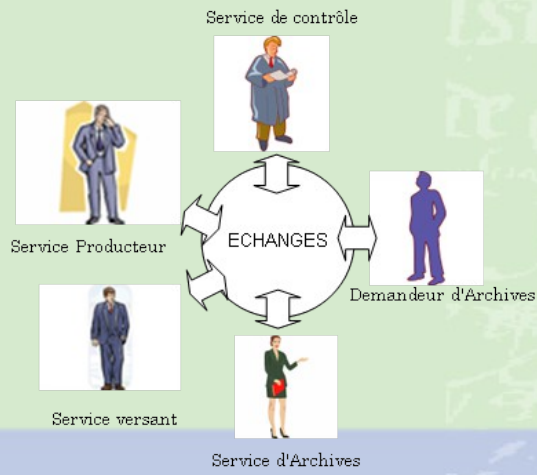 Service de contrôle
Service Producteur
ECHANGES
Demandeur d'Archives
Service versant
Service d'Archives